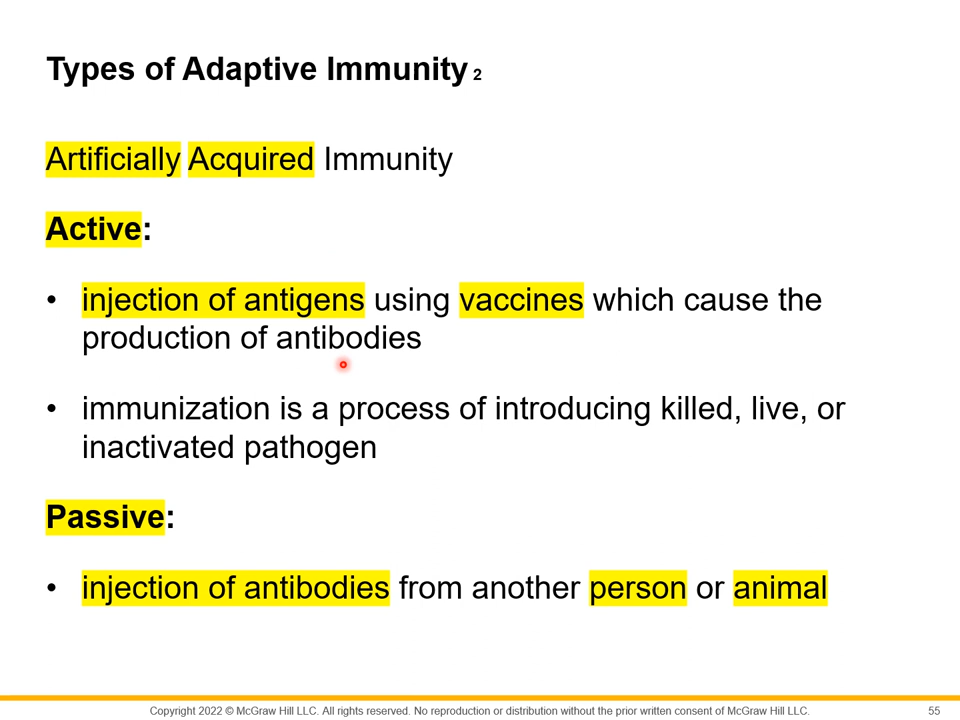 Types of Adaptive Immunity 2
Artificially Acquired Immunity
Active:
• injection of antigens using vaccines which cause the
production of antibodies
• immunization is a process of introducing killed, live, or
inactivated pathogen
Passive:
• injection of antibodies from another person or animal
Copyright 2022 © McGraw Hill LLC. All rights reserved. No reproduction or distribution without the prior written consent of McGraw Hill LLC.
55